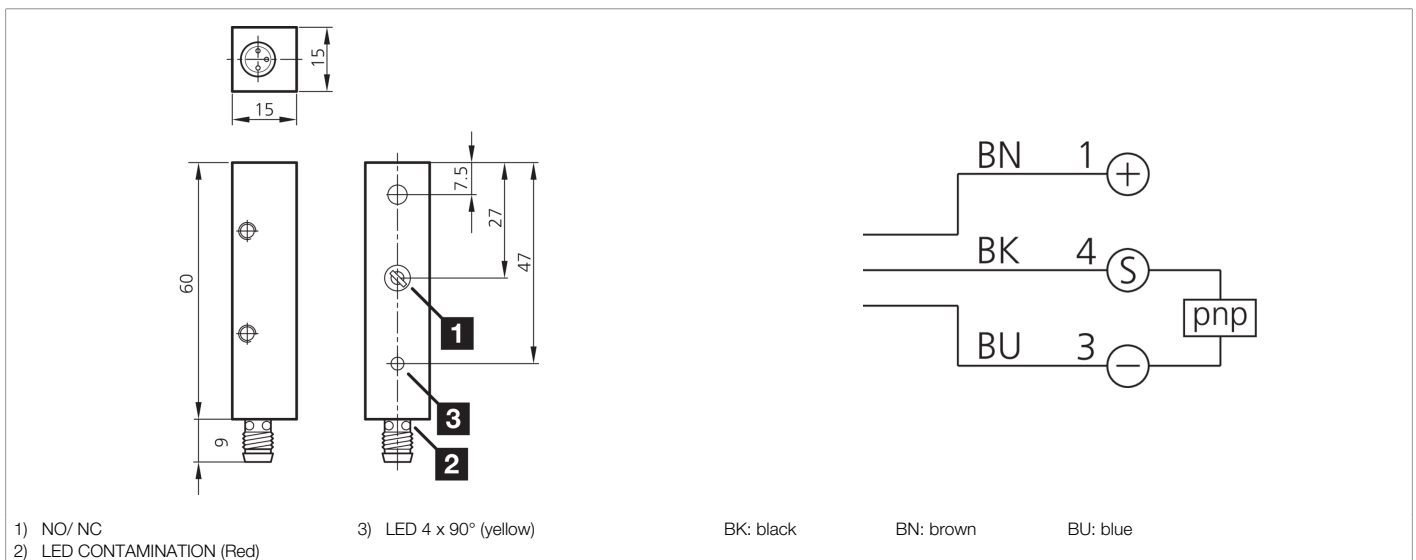 15
15
60
9
7.5
27
47
1
3
2
BN 1 +
BK 4 S
pnp
BU 3 −
1) NO/ NC 3) LED 4 x 90° (yellow) BK: black BN: brown BU: blue
2) LED CONTAMINATION (Red)